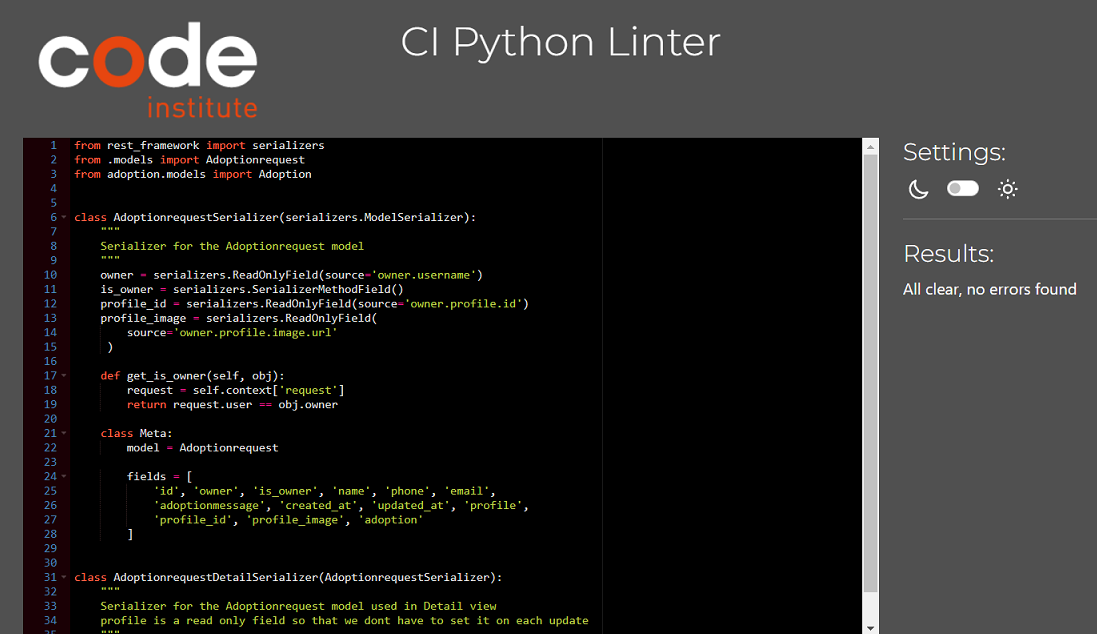 code
institute
CI Python Linter
1 from rest_framework import serializers
2 from .models import Adoptionrequest
3 from adoption.models import Adoption
4
5
6 class AdoptionrequestSerializer(serializers.ModelSerializer):
7     """
8     Serializer for the Adoptionrequest model
9     """
10     owner = serializers.ReadOnlyField(source='owner.username')
11     is_owner = serializers.SerializerMethodField()
12     profile_id = serializers.ReadOnlyField(source='owner.profile.id')
13     profile_image = serializers.ReadOnlyField(
14         source='owner.profile.image.url'
15      )
16
17     def get_is_owner(self, obj):
18         request = self.context['request']
19         return request.user == obj.owner
20
21     class Meta:
22         model = Adoptionrequest
23
24         fields = [
25             'id', 'owner', 'is_owner', 'name', 'phone', 'email',
26             'adoptionmessage', 'created_at', 'updated_at', 'profile',
27             'profile_id', 'profile_image', 'adoption'
28         ]
29
30
31 class AdoptionrequestDetailSerializer(AdoptionrequestSerializer):
32     """
33     Serializer for the Adoptionrequest model used in Detail view
34     profile is a read only field so that we dont have to set it on each update
35     """
Settings:
Results:
All clear, no errors found